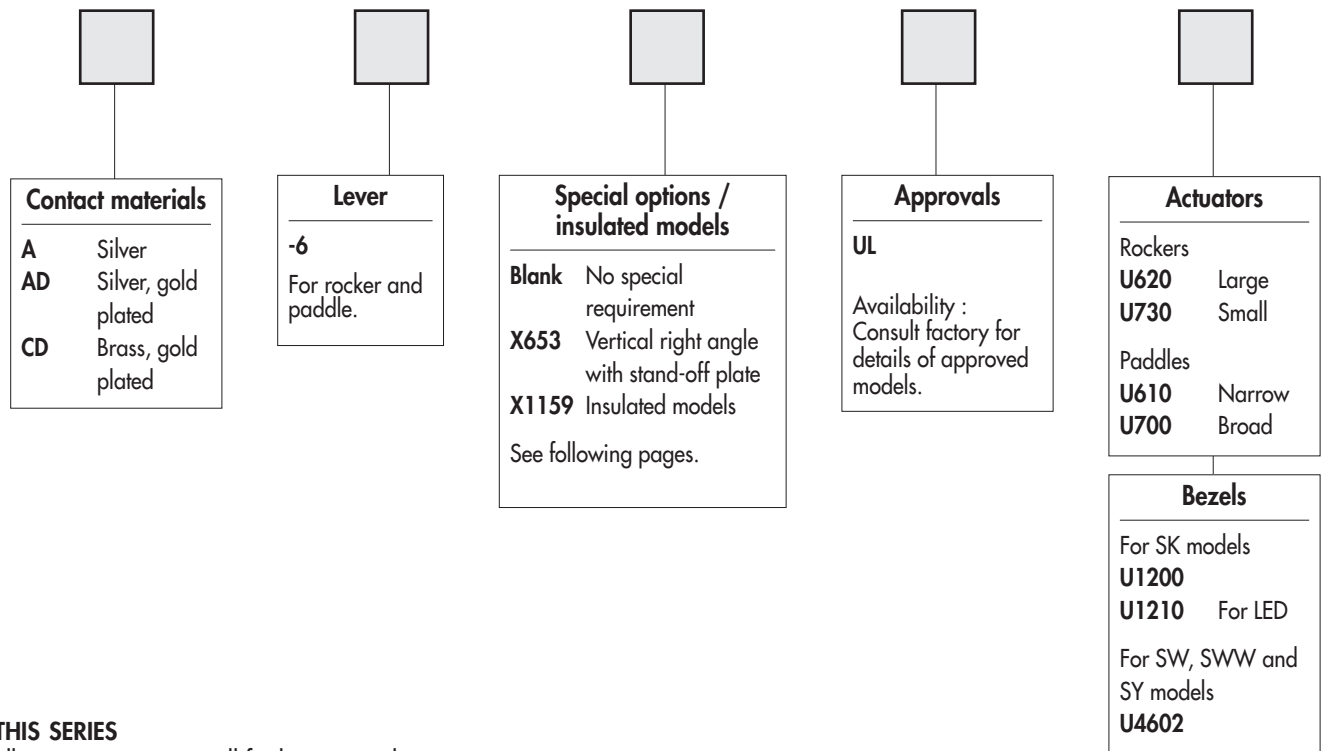 Contact materials
A Silver
AD Silver, gold
plated
CD Brass, gold
plated
Lever
-6
For rocker and
paddle.
Special options /
insulated models
Blank No special
requirement
X653 Vertical right angle
with stand-off plate
X1159 Insulated models
See following pages.
Approvals
UL
Availability :
Consult factory for
details of approved
models.
Actuators
Rockers
U620 Large
U730 Small
Paddles
U610 Narrow
U700 Broad
Bezels
For SK models
U1200
U1210 For LED
For SW, SWW and
SY models
U4602
THIS SERIES